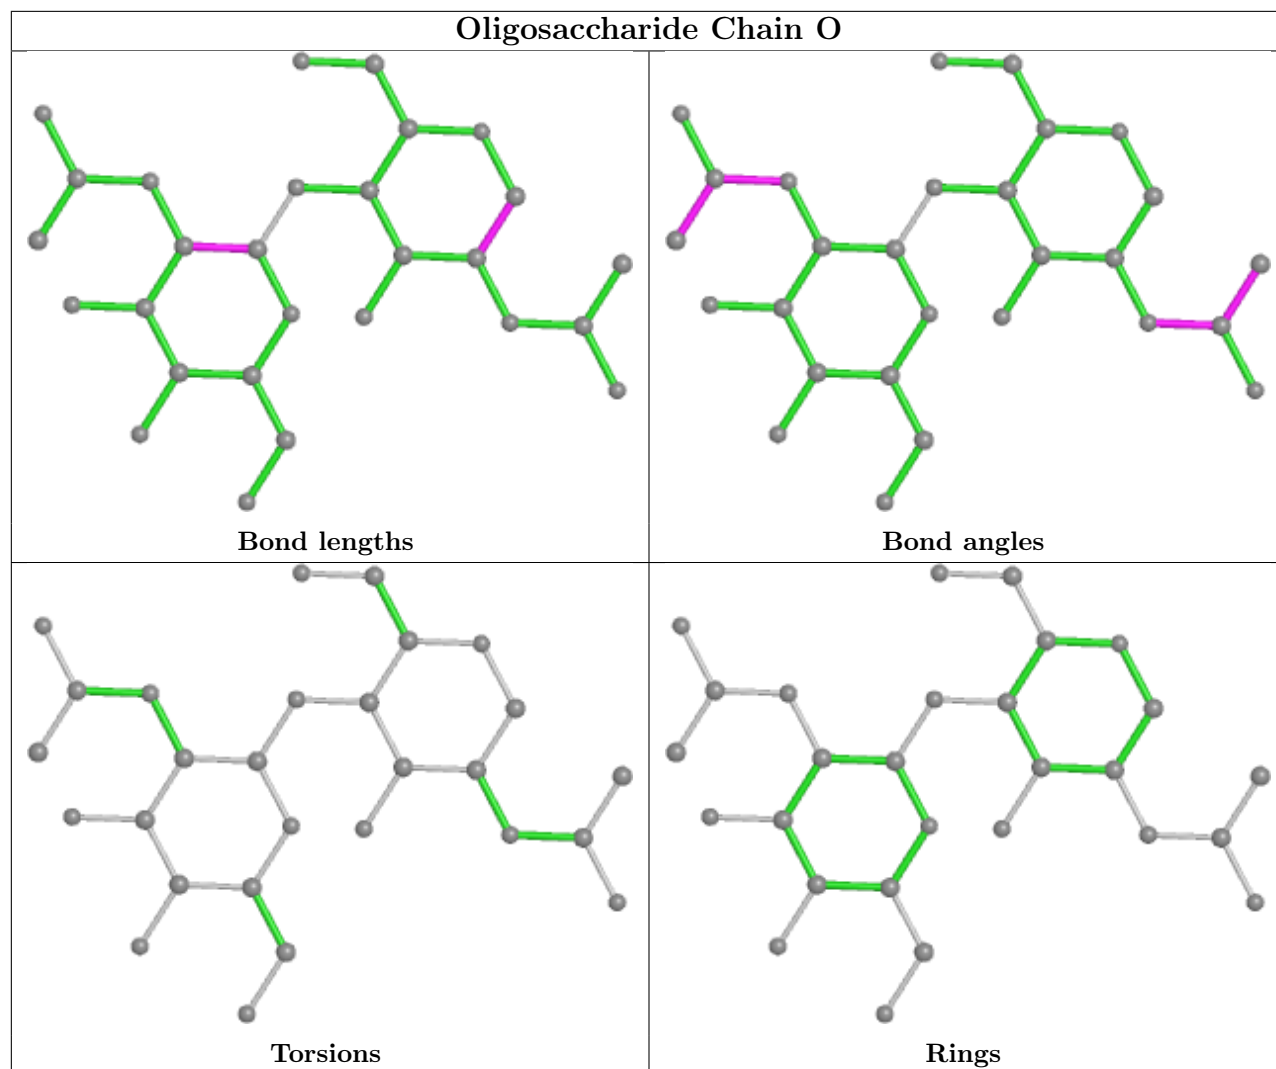 Oligosaccharide Chain O
Bond lengths
Bond angles
Torsions
Rings